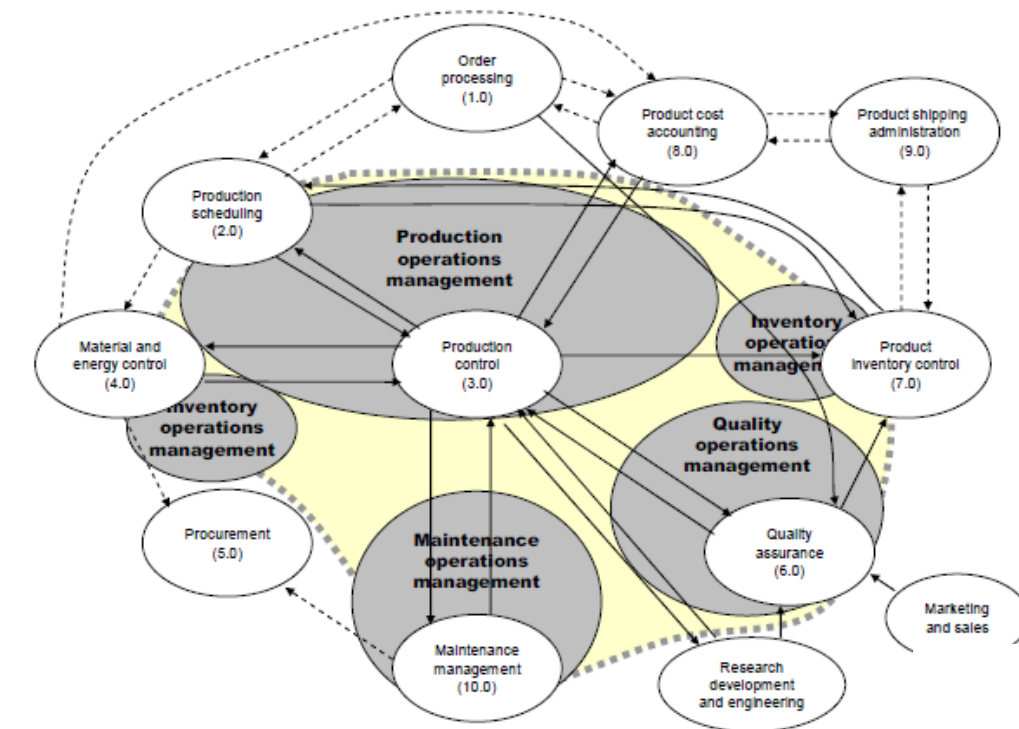 Order
processing
(1.0)
Product cost
accounting
(8.0)
Product shipping
administration
(9.0)
Production
scheduling
(2.0)
Production
operations
management
Material and
energy control
(4.0)
Production
control
(3.0)
Inventory
operation
managem
Product
inventory control
(7.0)
nventory
operations
management
Quality
operations
management
Procurement
(5.0)
Maintenance
operations
management
Quality
assurance
(6.0)
Marketing
and sales
Maintenance
management
(10.0)
Research
development
and engineering